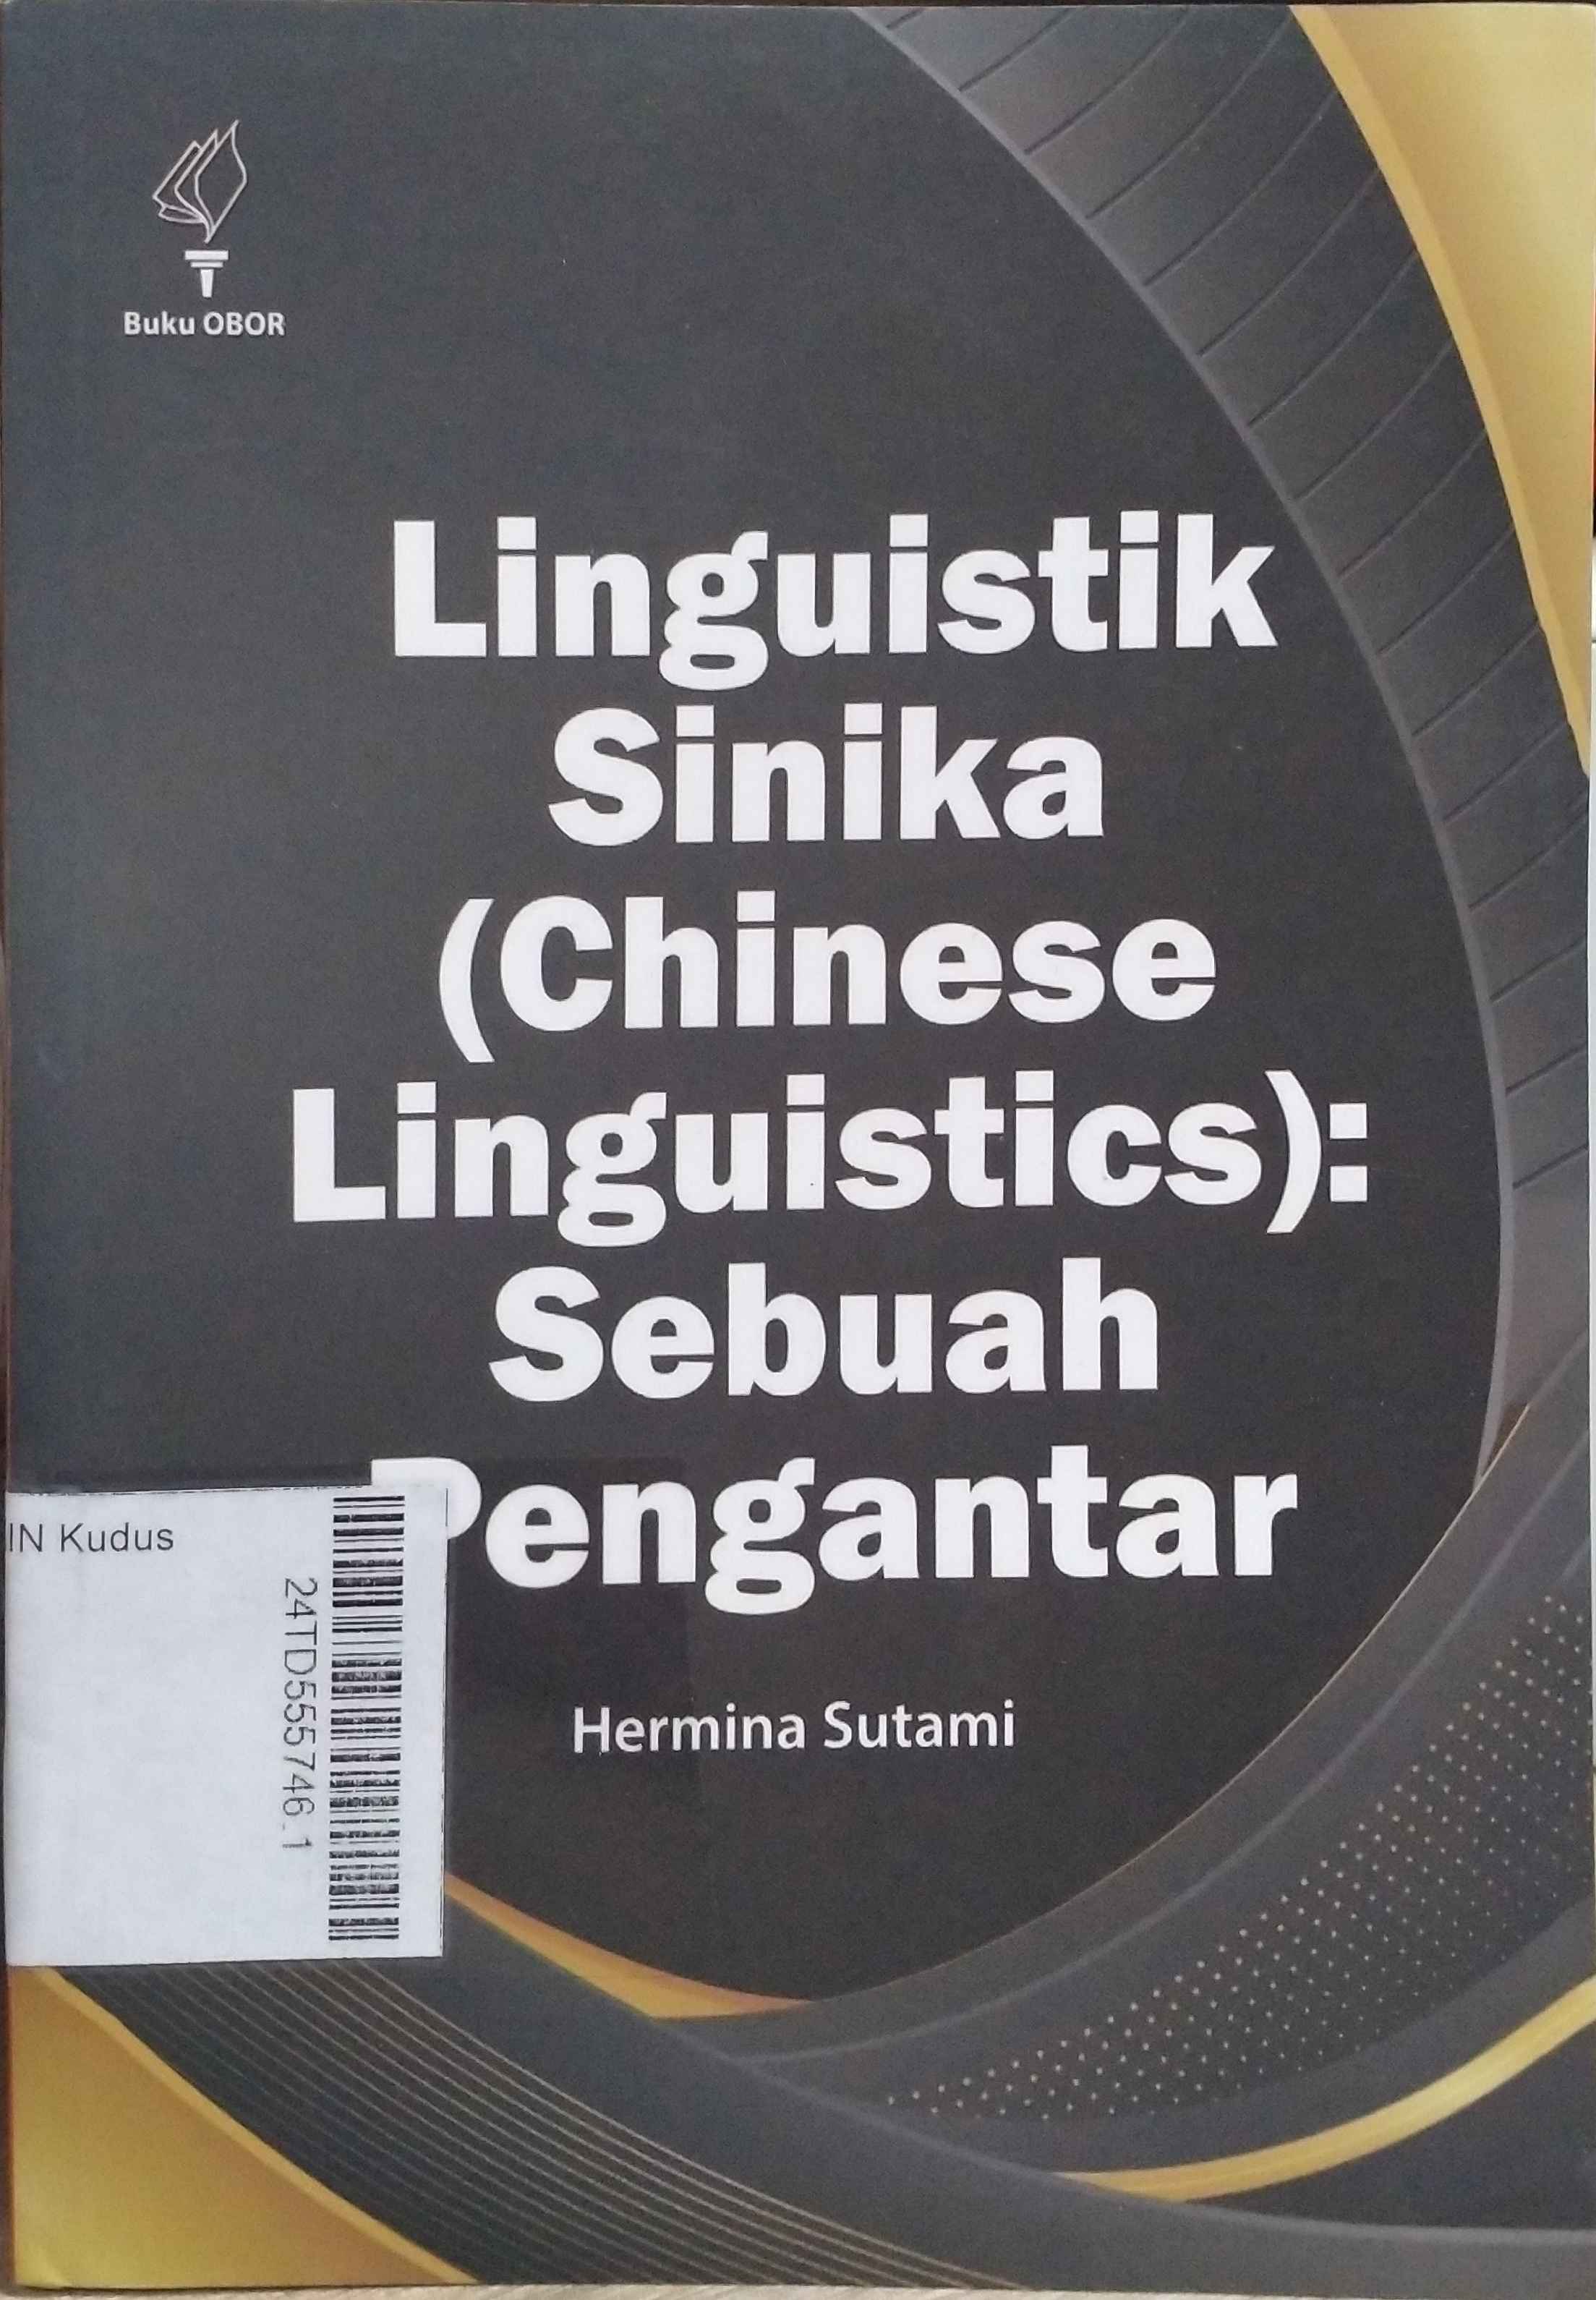 Buku OBOR
Linguistik
Sinika
(Chinese
Linguistics):
Sebuah
Pengantar
IN Kudus
24TD555746.1
Hermina Sutami